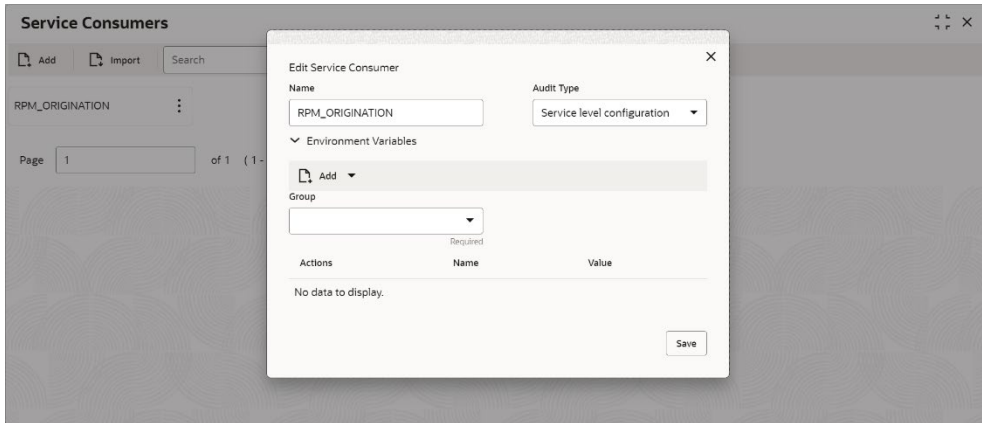 Service Consumers
Add Import Search
RPM_ORIGINATION
Page 1 of 1 (1-
Edit Service Consumer
Name Audit Type
RPM_ORIGINATION Service level configuration
Environment Variables
Add
Group
Required
Actions Name Value
No data to display.
Save